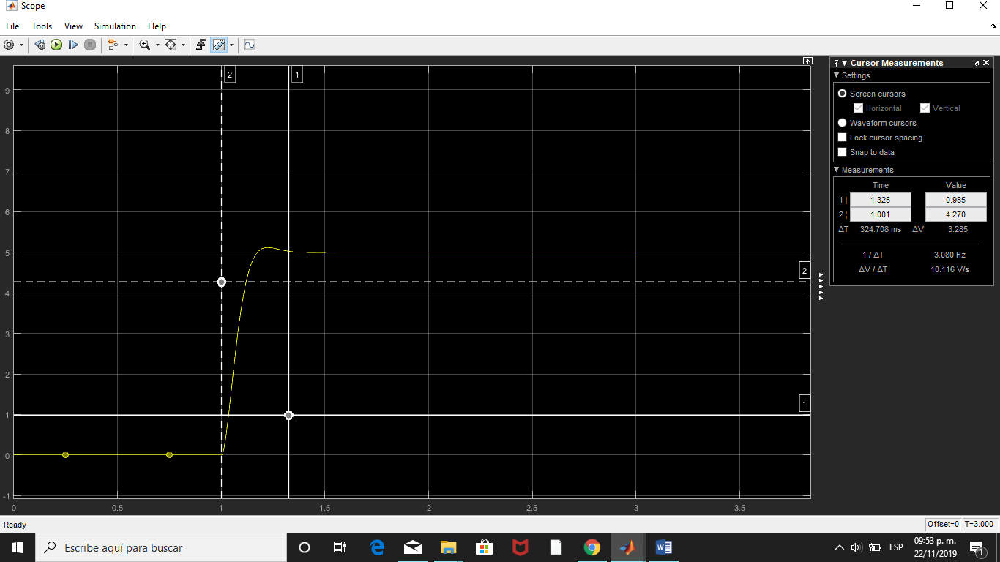 Scope
File Tools View Simulation Help
2
1
9
8
7
6
5
4
3
2
1
0
-1
2
1
0 0.5 1 1.5 2 2.5 3 3.5
Cursor Measurements
Settings
Screen cursors
Horizontal Vertical
Waveform cursors
Lock cursor spacing
Snap to data
Measurements
Time Value
1 | 1.325 0.985
2 ¦ 1.001 4.270
ΔT 324.708 ms ΔV 3.285
1 / ΔT 3.080 Hz
ΔV / ΔT 10.116 V/s
Ready
Offset=0 T=3.000
Escribe aquí para buscar
ESP
09:53 p. m.
22/11/2019
1